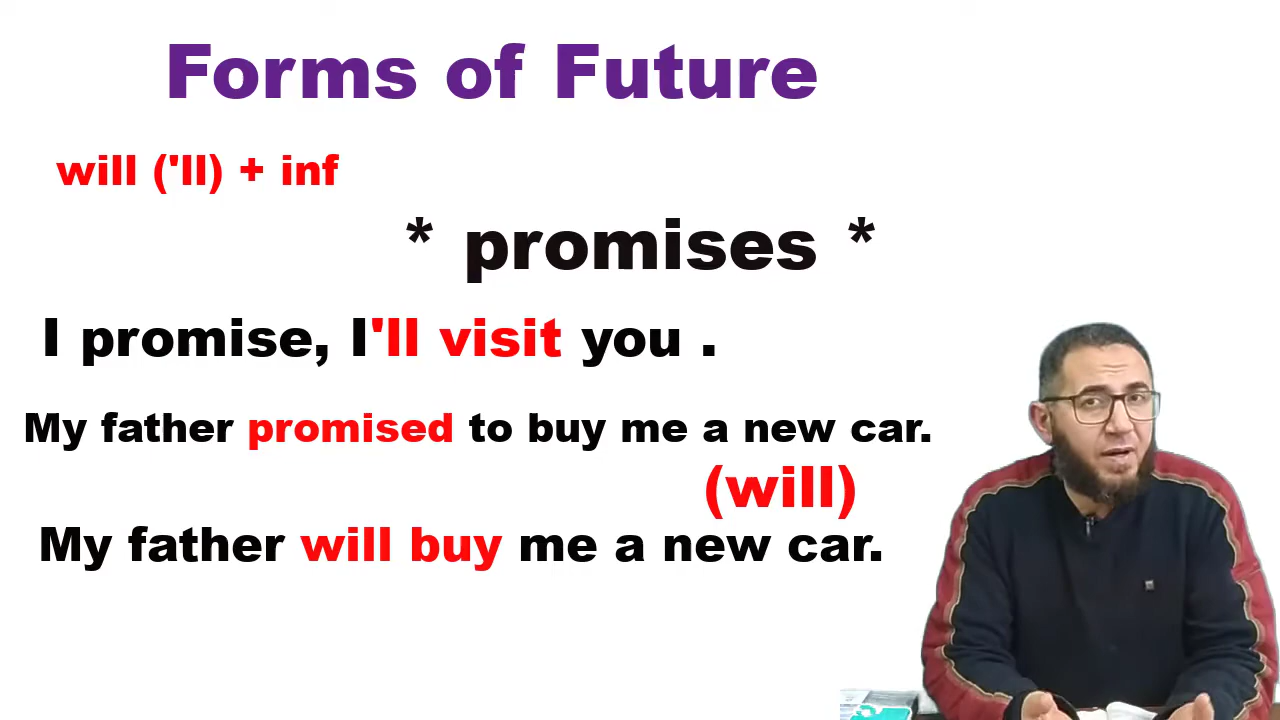 Forms of Future
will ('ll) + inf
* promises *
I promise, I'll visit you .
My father promised to buy me a new car.
(will)
My father will buy me a new car.